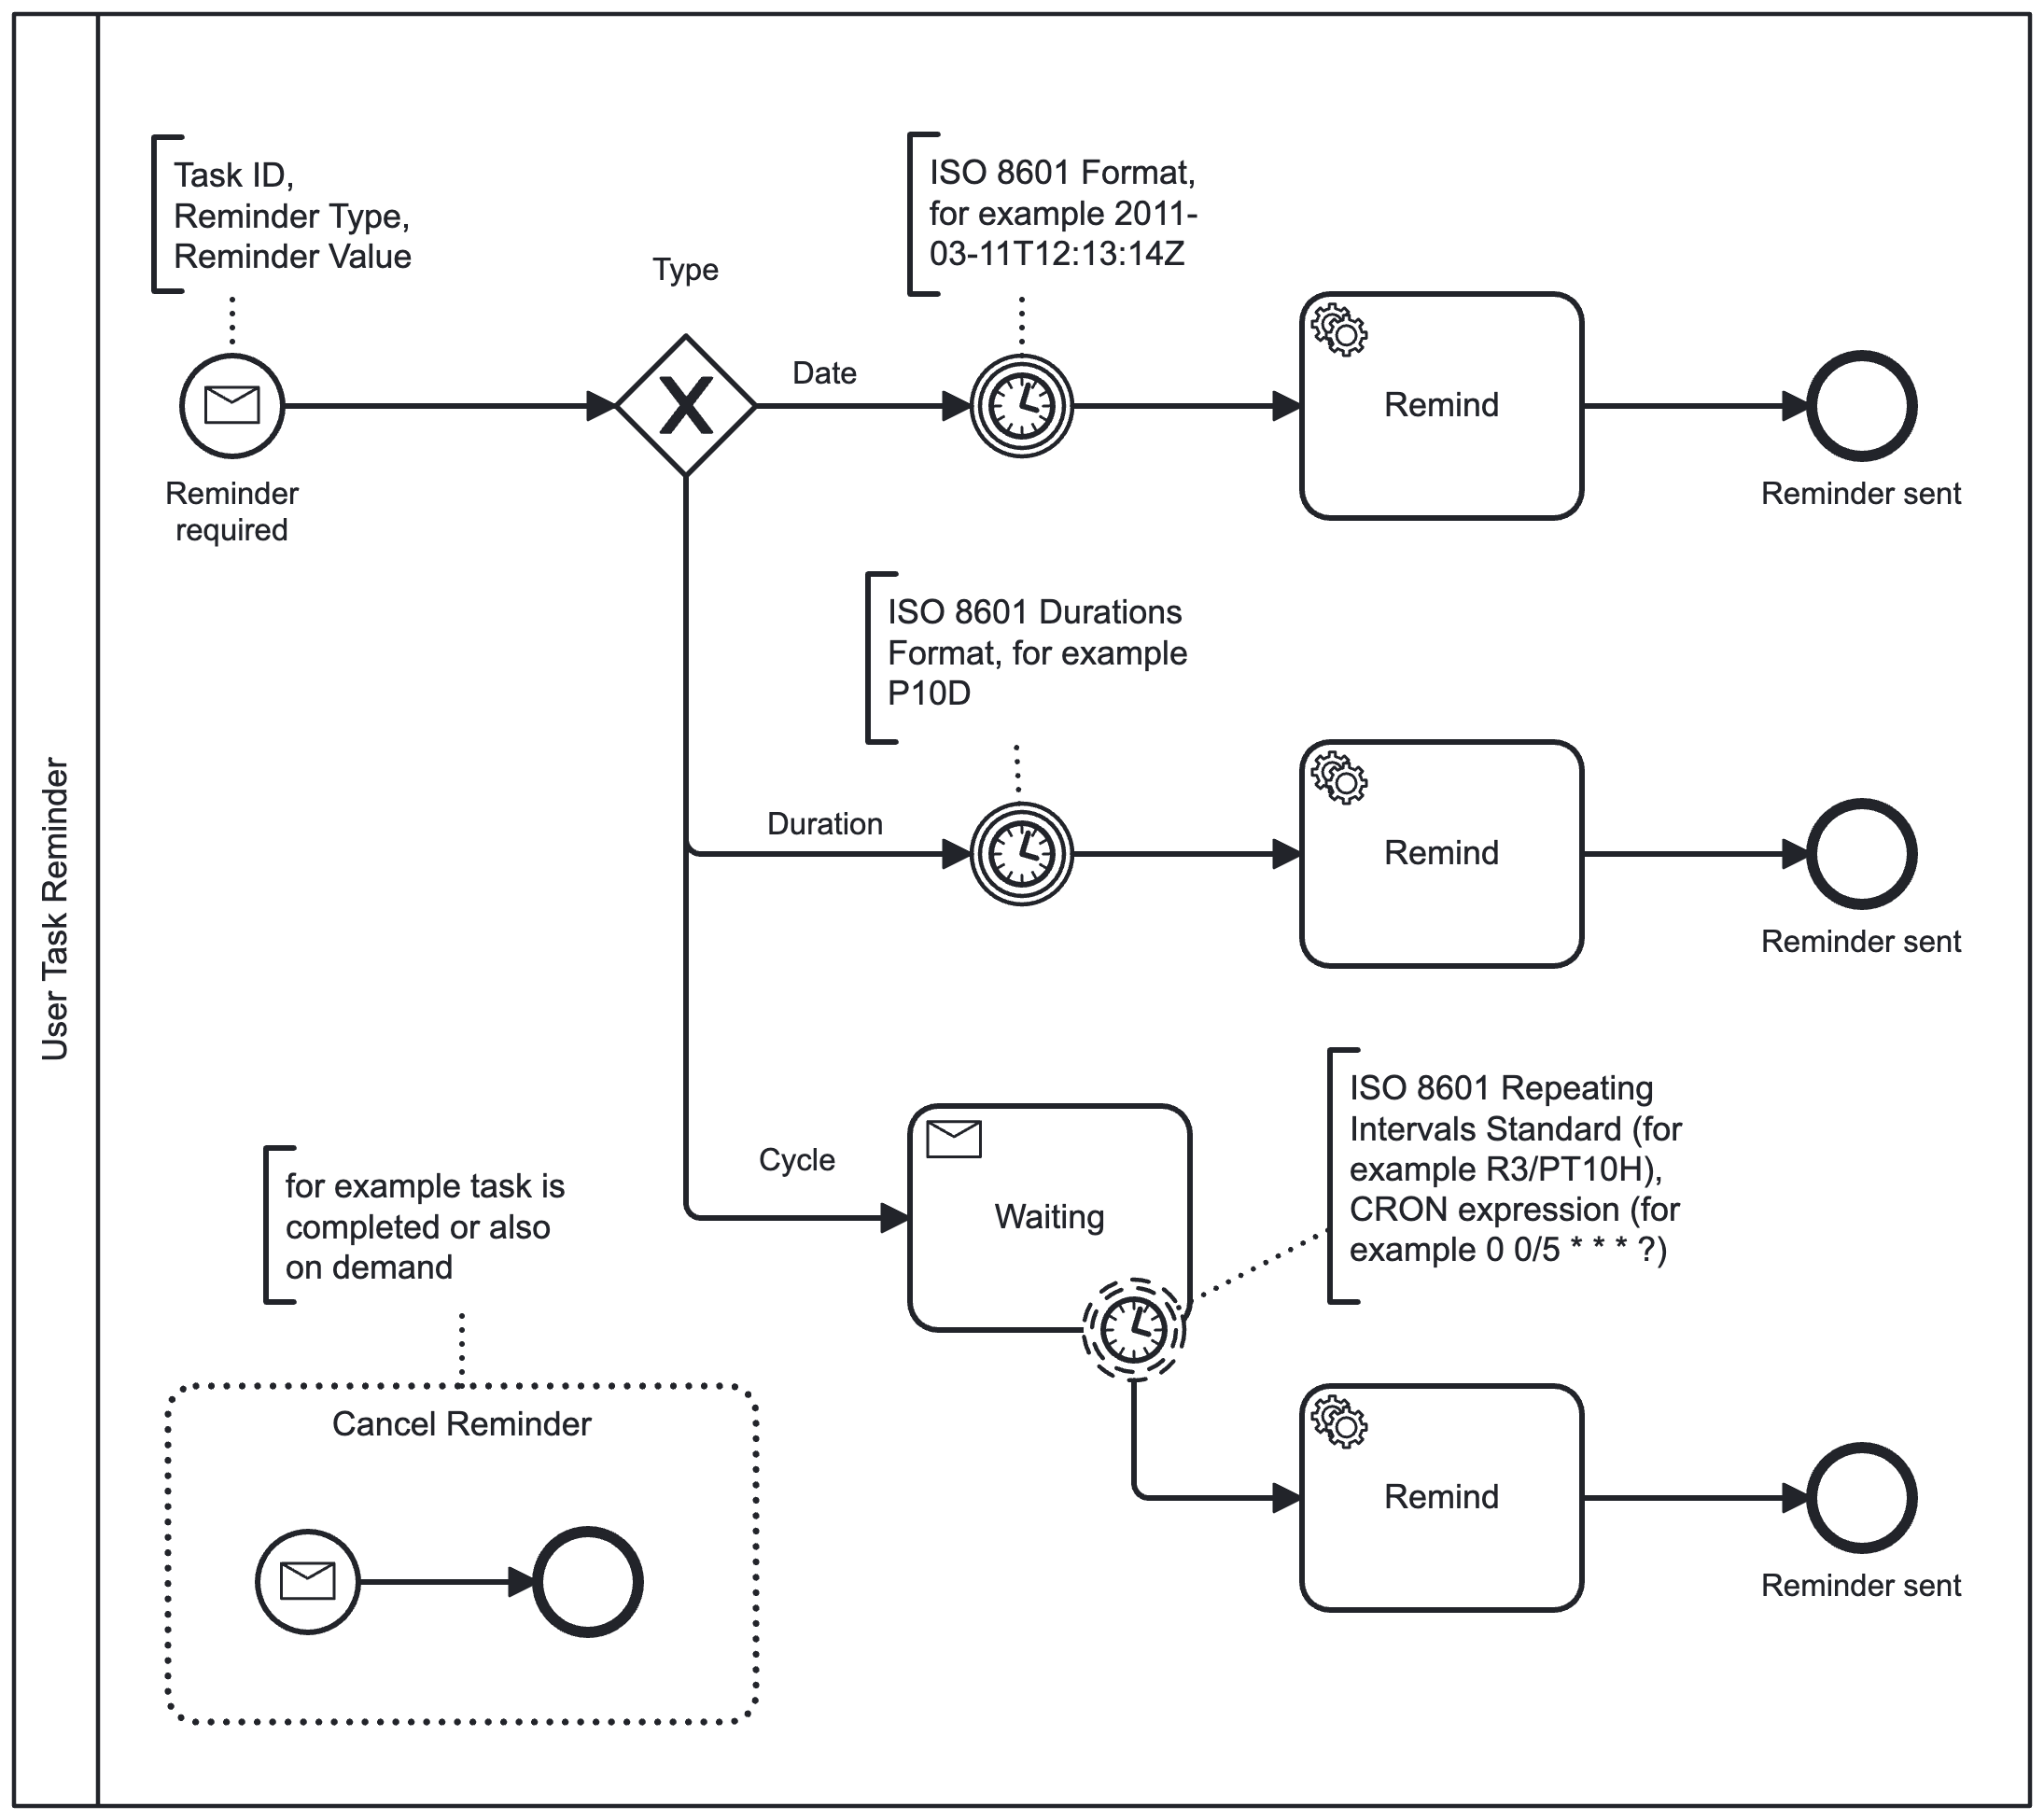 User Task Reminder
Task ID,
Reminder Type,
Reminder Value
Reminder
required
Type
Date
ISO 8601 Format,
for example 2011-
03-11T12:13:14Z
Remind
Reminder sent
ISO 8601 Durations
Format, for example
P10D
Duration
Remind
Reminder sent
Cycle
Waiting
ISO 8601 Repeating
Intervals Standard (for
example R3/PT10H),
CRON expression (for
example 0 0/5 * * * ?)
Remind
Reminder sent
for example task is
completed or also
on demand
Cancel Reminder